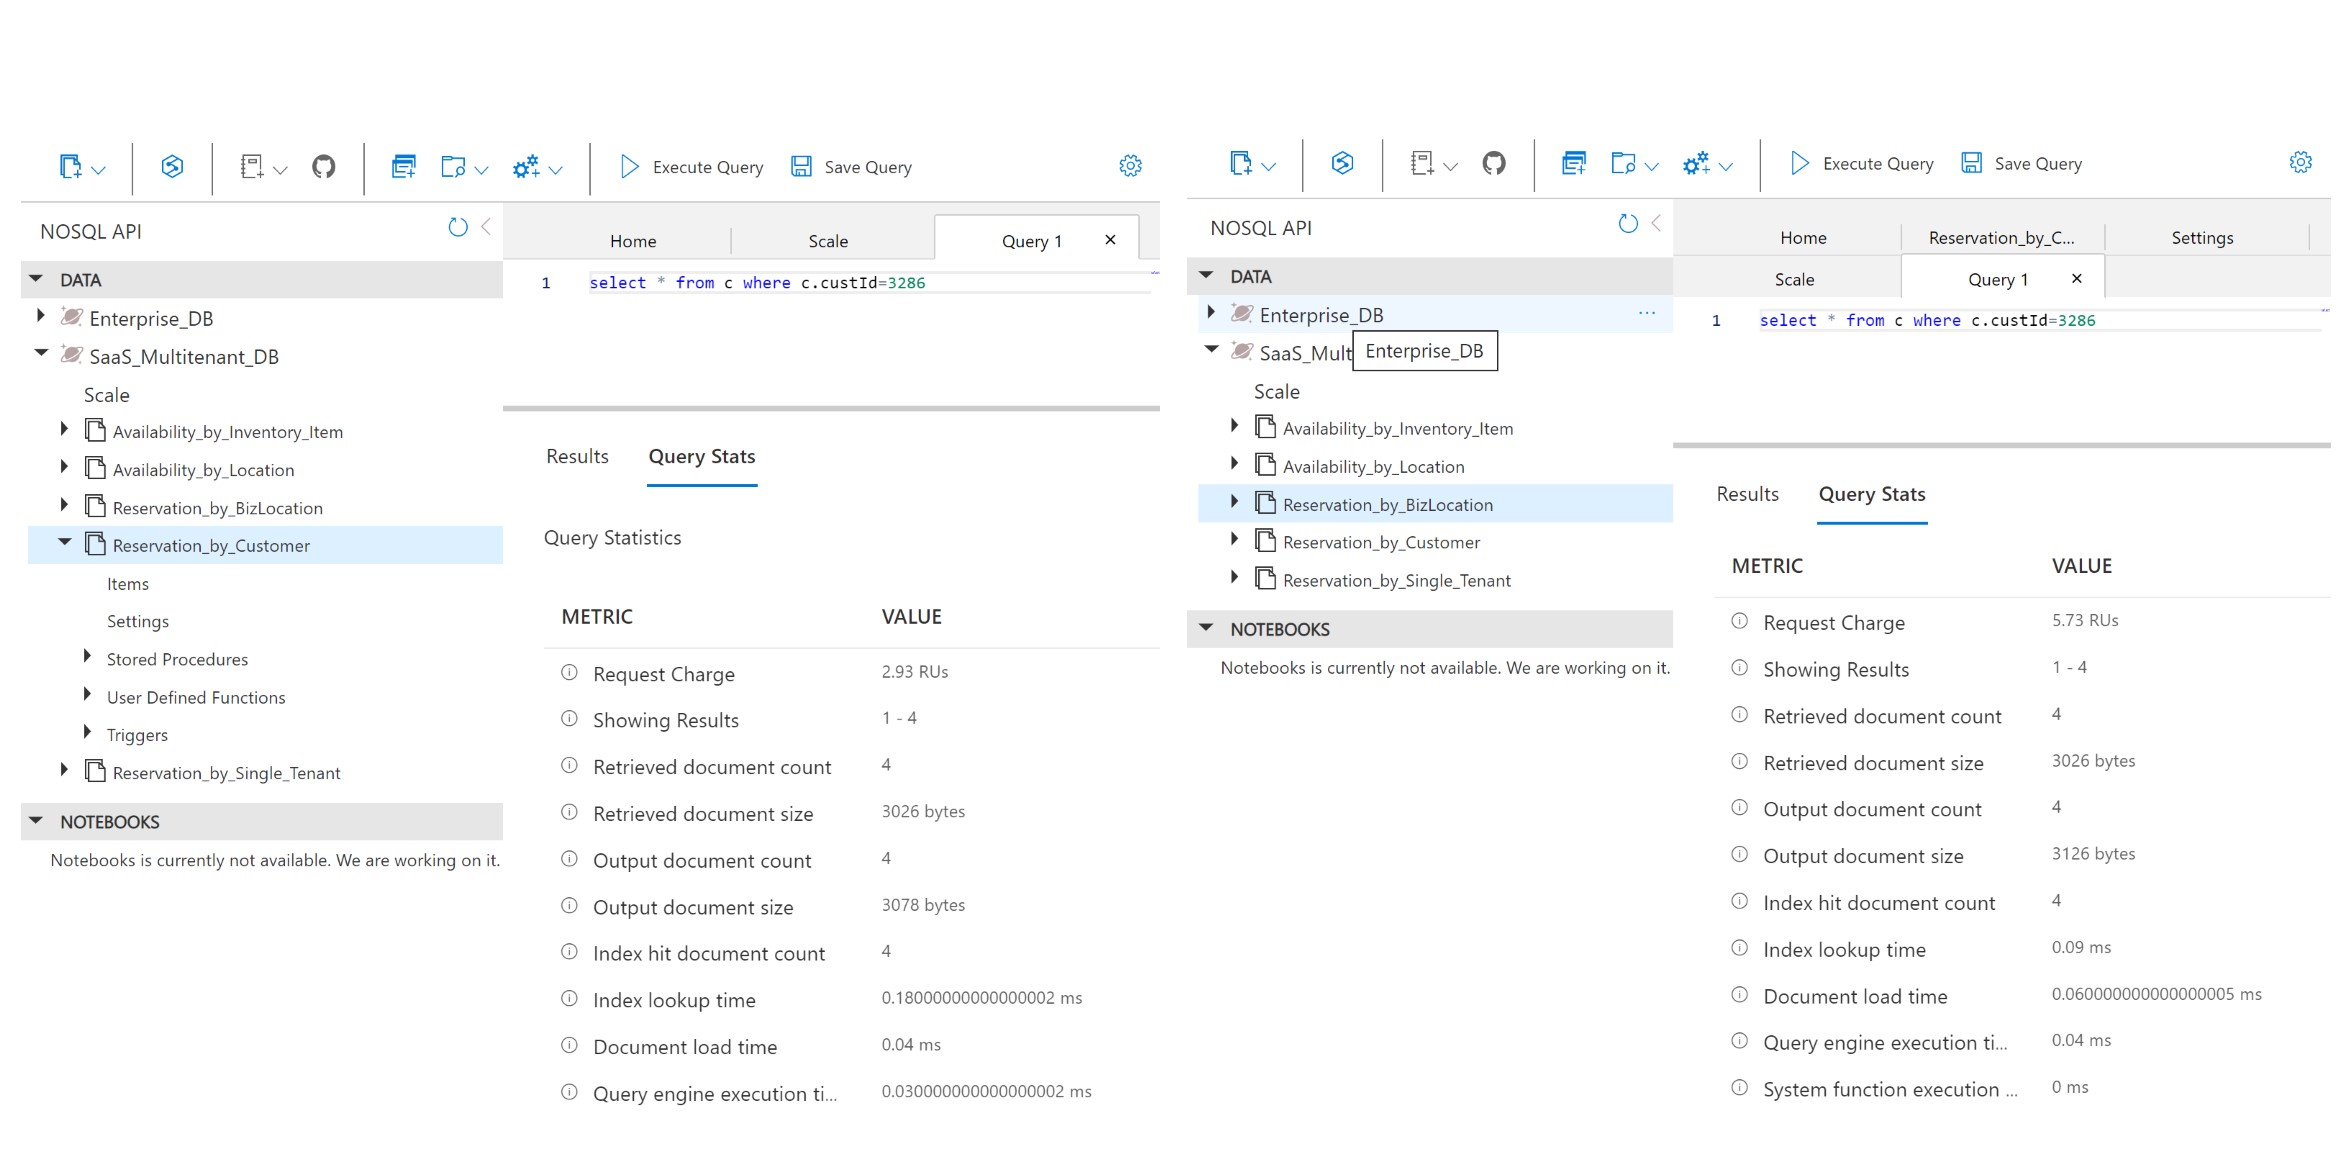 Execute Query
Save Query
NOSQL API
Home
Scale
Query 1
DATA
1 select * from c where c.custId=3286
Enterprise_DB
SaaS_Multitenant_DB
Scale
Availability_by_Inventory_Item
Availability_by_Location
Reservation_by_BizLocation
Reservation_by_Customer
Items
Settings
Stored Procedures
User Defined Functions
Triggers
Reservation_by_Single_Tenant
NOTEBOOKS
Notebooks is currently not available. We are working on it.
Results
Query Stats
Query Statistics
METRIC VALUE
Request Charge 2.93 RUs
Showing Results 1 - 4
Retrieved document count 4
Retrieved document size 3026 bytes
Output document count 4
Output document size 3078 bytes
Index hit document count 4
Index lookup time 0.18000000000000002 ms
Document load time 0.04 ms
Query engine execution ti... 0.030000000000000002 ms
Execute Query
Save Query
NOSQL API
Home
Reservation_by_C...
Settings
Scale
Query 1
DATA
1 select * from c where c.custId=3286
Enterprise_DB ...
SaaS_Mult
Enterprise_DB
Scale
Availability_by_Inventory_Item
Availability_by_Location
Reservation_by_BizLocation
Reservation_by_Customer
Reservation_by_Single_Tenant
NOTEBOOKS
Notebooks is currently not available. We are working on it.
Results
Query Stats
METRIC VALUE
Request Charge 5.73 RUs
Showing Results 1 - 4
Retrieved document count 4
Retrieved document size 3026 bytes
Output document count 4
Output document size 3126 bytes
Index hit document count 4
Index lookup time 0.09 ms
Document load time 0.060000000000000005 ms
Query engine execution ti... 0.04 ms
System function execution ... 0 ms